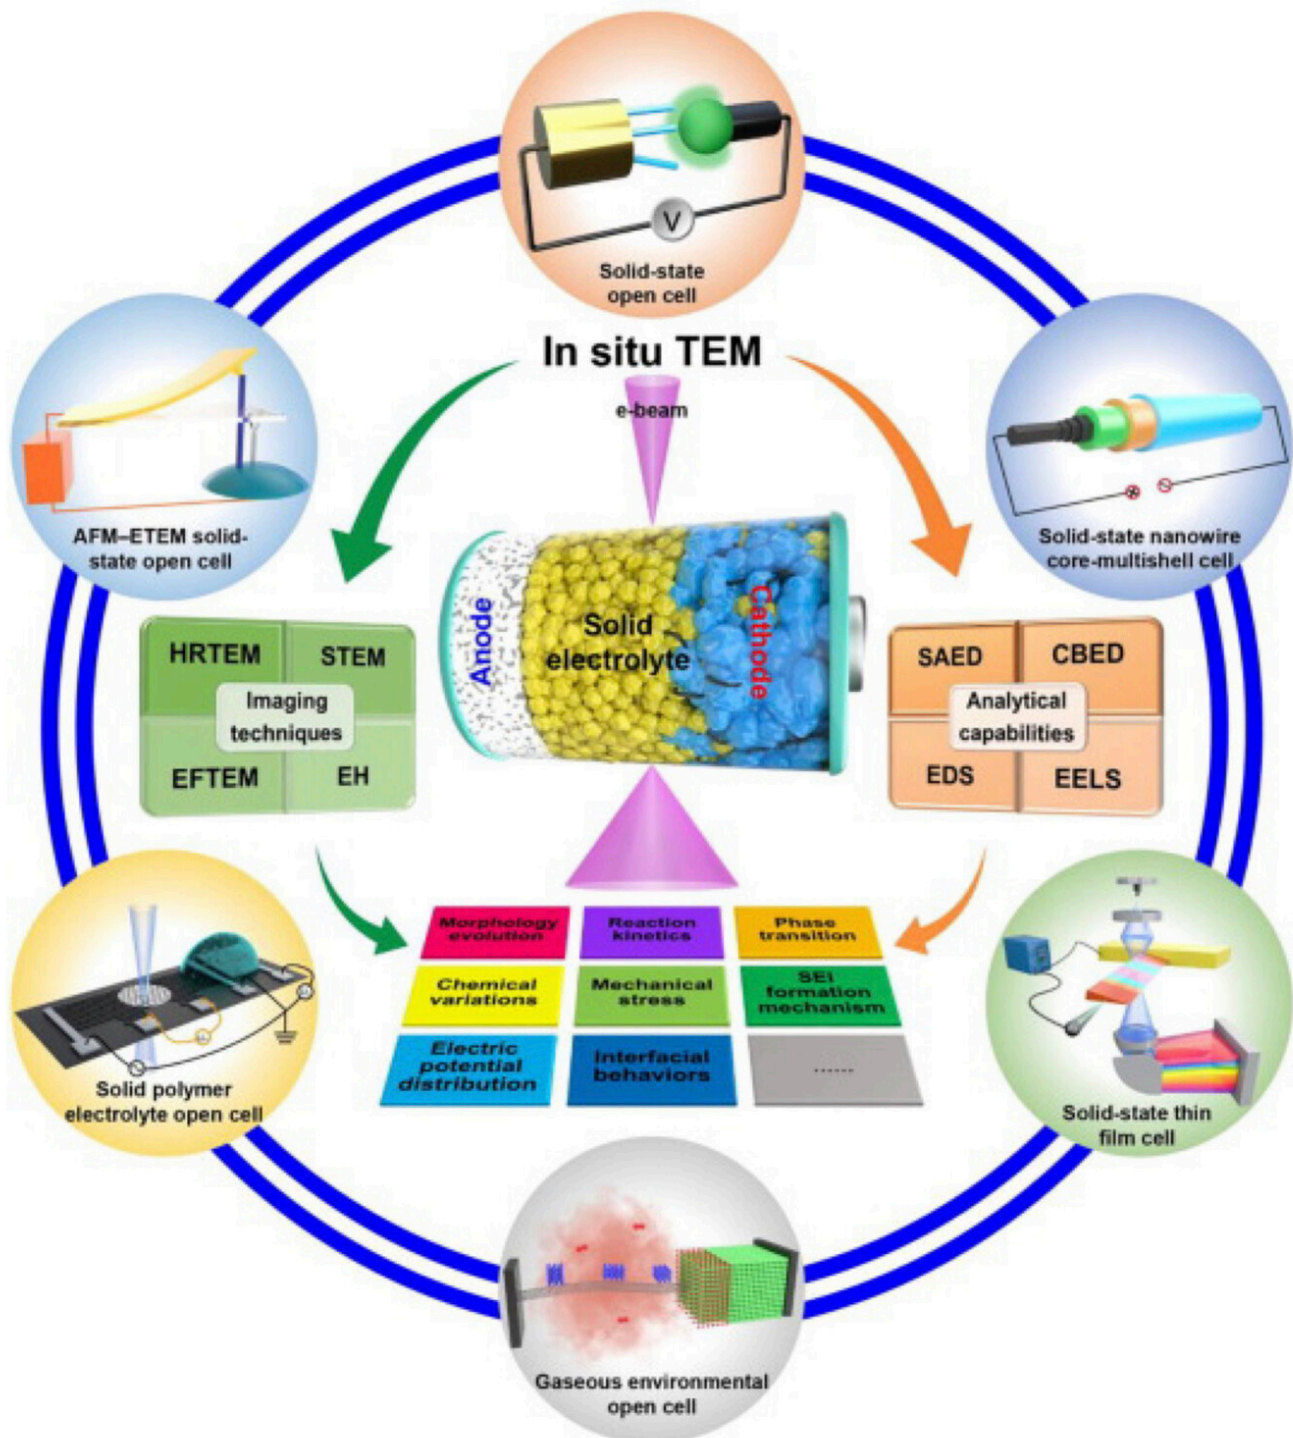 V
Solid-state
open cell
In situ TEM
e-beam
AFM–ETEM solid-
state open cell
Solid-state nanowire
core-multishell cell
Anode
Solid
electrolyte
Cathode
HRTEM
STEM
Imaging
techniques
EFTEM
EH
SAED
CBED
Analytical
capabilities
EDS
EELS
Morphology
evolution
Reaction
kinetics
Phase
transition
Chemical
variations
Mechanical
stress
SEI
formation
mechanism
Electric
potential
distribution
Interfacial
behaviors
......
Solid polymer
electrolyte open cell
Solid-state thin
film cell
Gaseous environmental
open cell